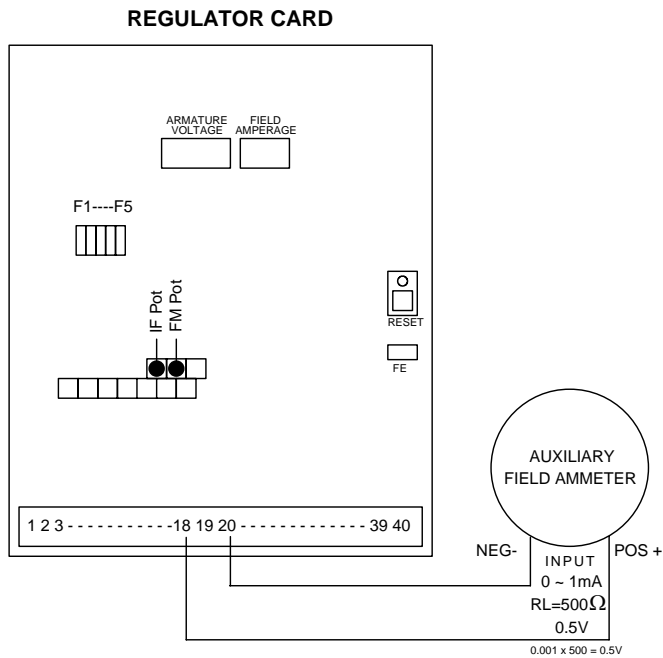 REGULATOR CARD
ARMATURE
VOLTAGE
FIELD
AMPERAGE
F1----F5
IF Pot
FM Pot
RESET
FE
AUXILIARY
FIELD AMMETER
1 2 3 - - - - - - - - - - -18 19 20 - - - - - - - - - - - - - 39 40
NEG-
POS +
INPUT
0 ~ 1mA
RL=500Ω
0.5V
0.001 x 500 = 0.5V